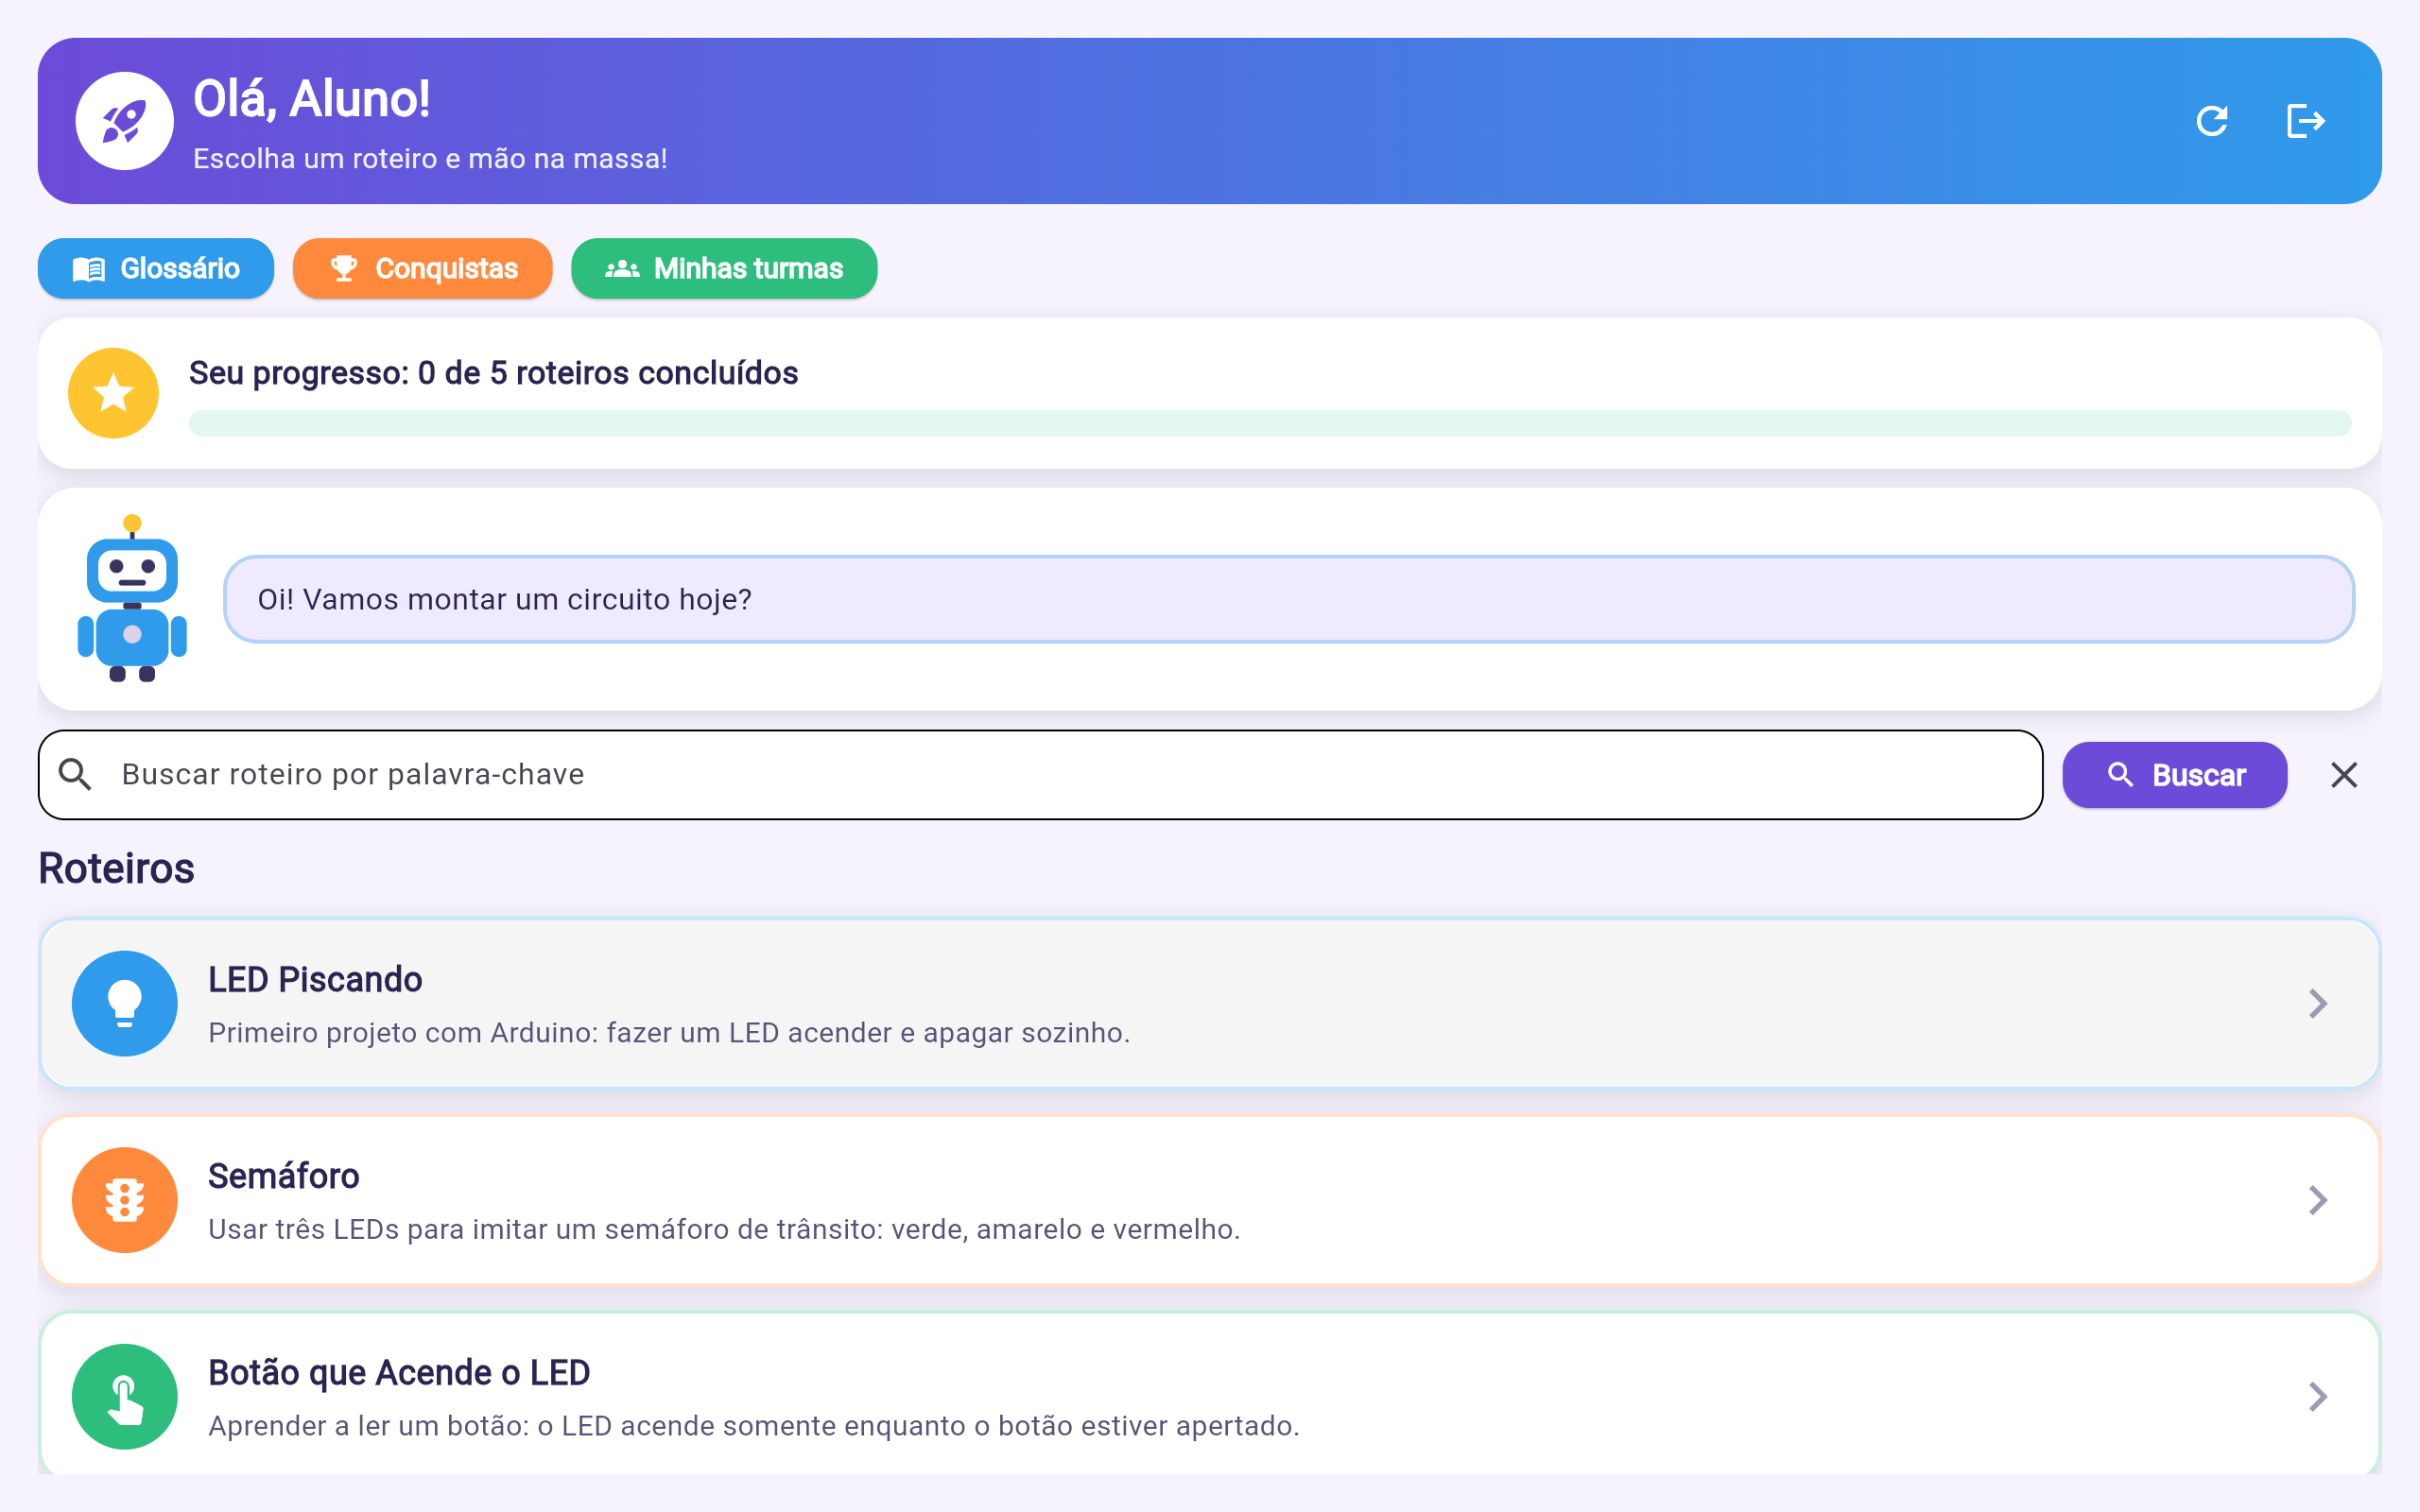 Olá, Aluno!
Escolha um roteiro e mão na massa!
Glossário
Conquistas
Minhas turmas
Seu progresso: 0 de 5 roteiros concluídos
Oi! Vamos montar um circuito hoje?
Buscar roteiro por palavra-chave
Buscar
Roteiros
LED Piscando
Primeiro projeto com Arduino: fazer um LED acender e apagar sozinho.
Semáforo
Usar três LEDs para imitar um semáforo de trânsito: verde, amarelo e vermelho.
Botão que Acende o LED
Aprender a ler um botão: o LED acende somente enquanto o botão estiver apertado.